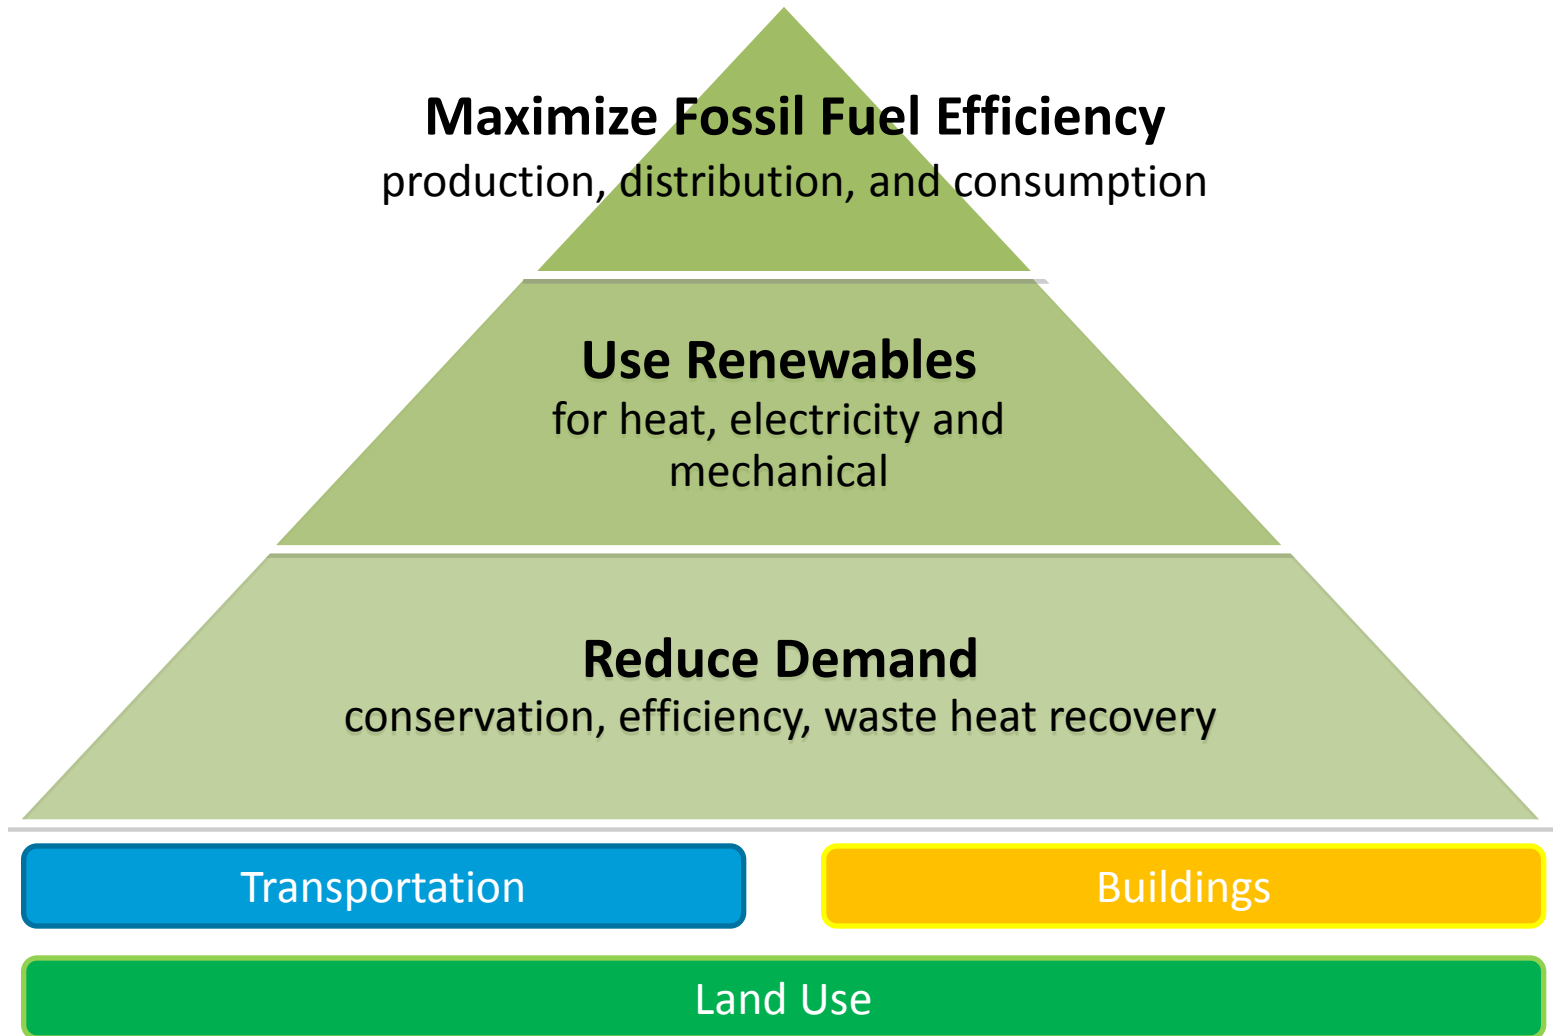 Maximize Fossil Fuel Efficiency
production, distribution, and consumption
Use Renewables
for heat, electricity and
mechanical
Reduce Demand
conservation, efficiency, waste heat recovery
Transportation
Buildings
Land Use